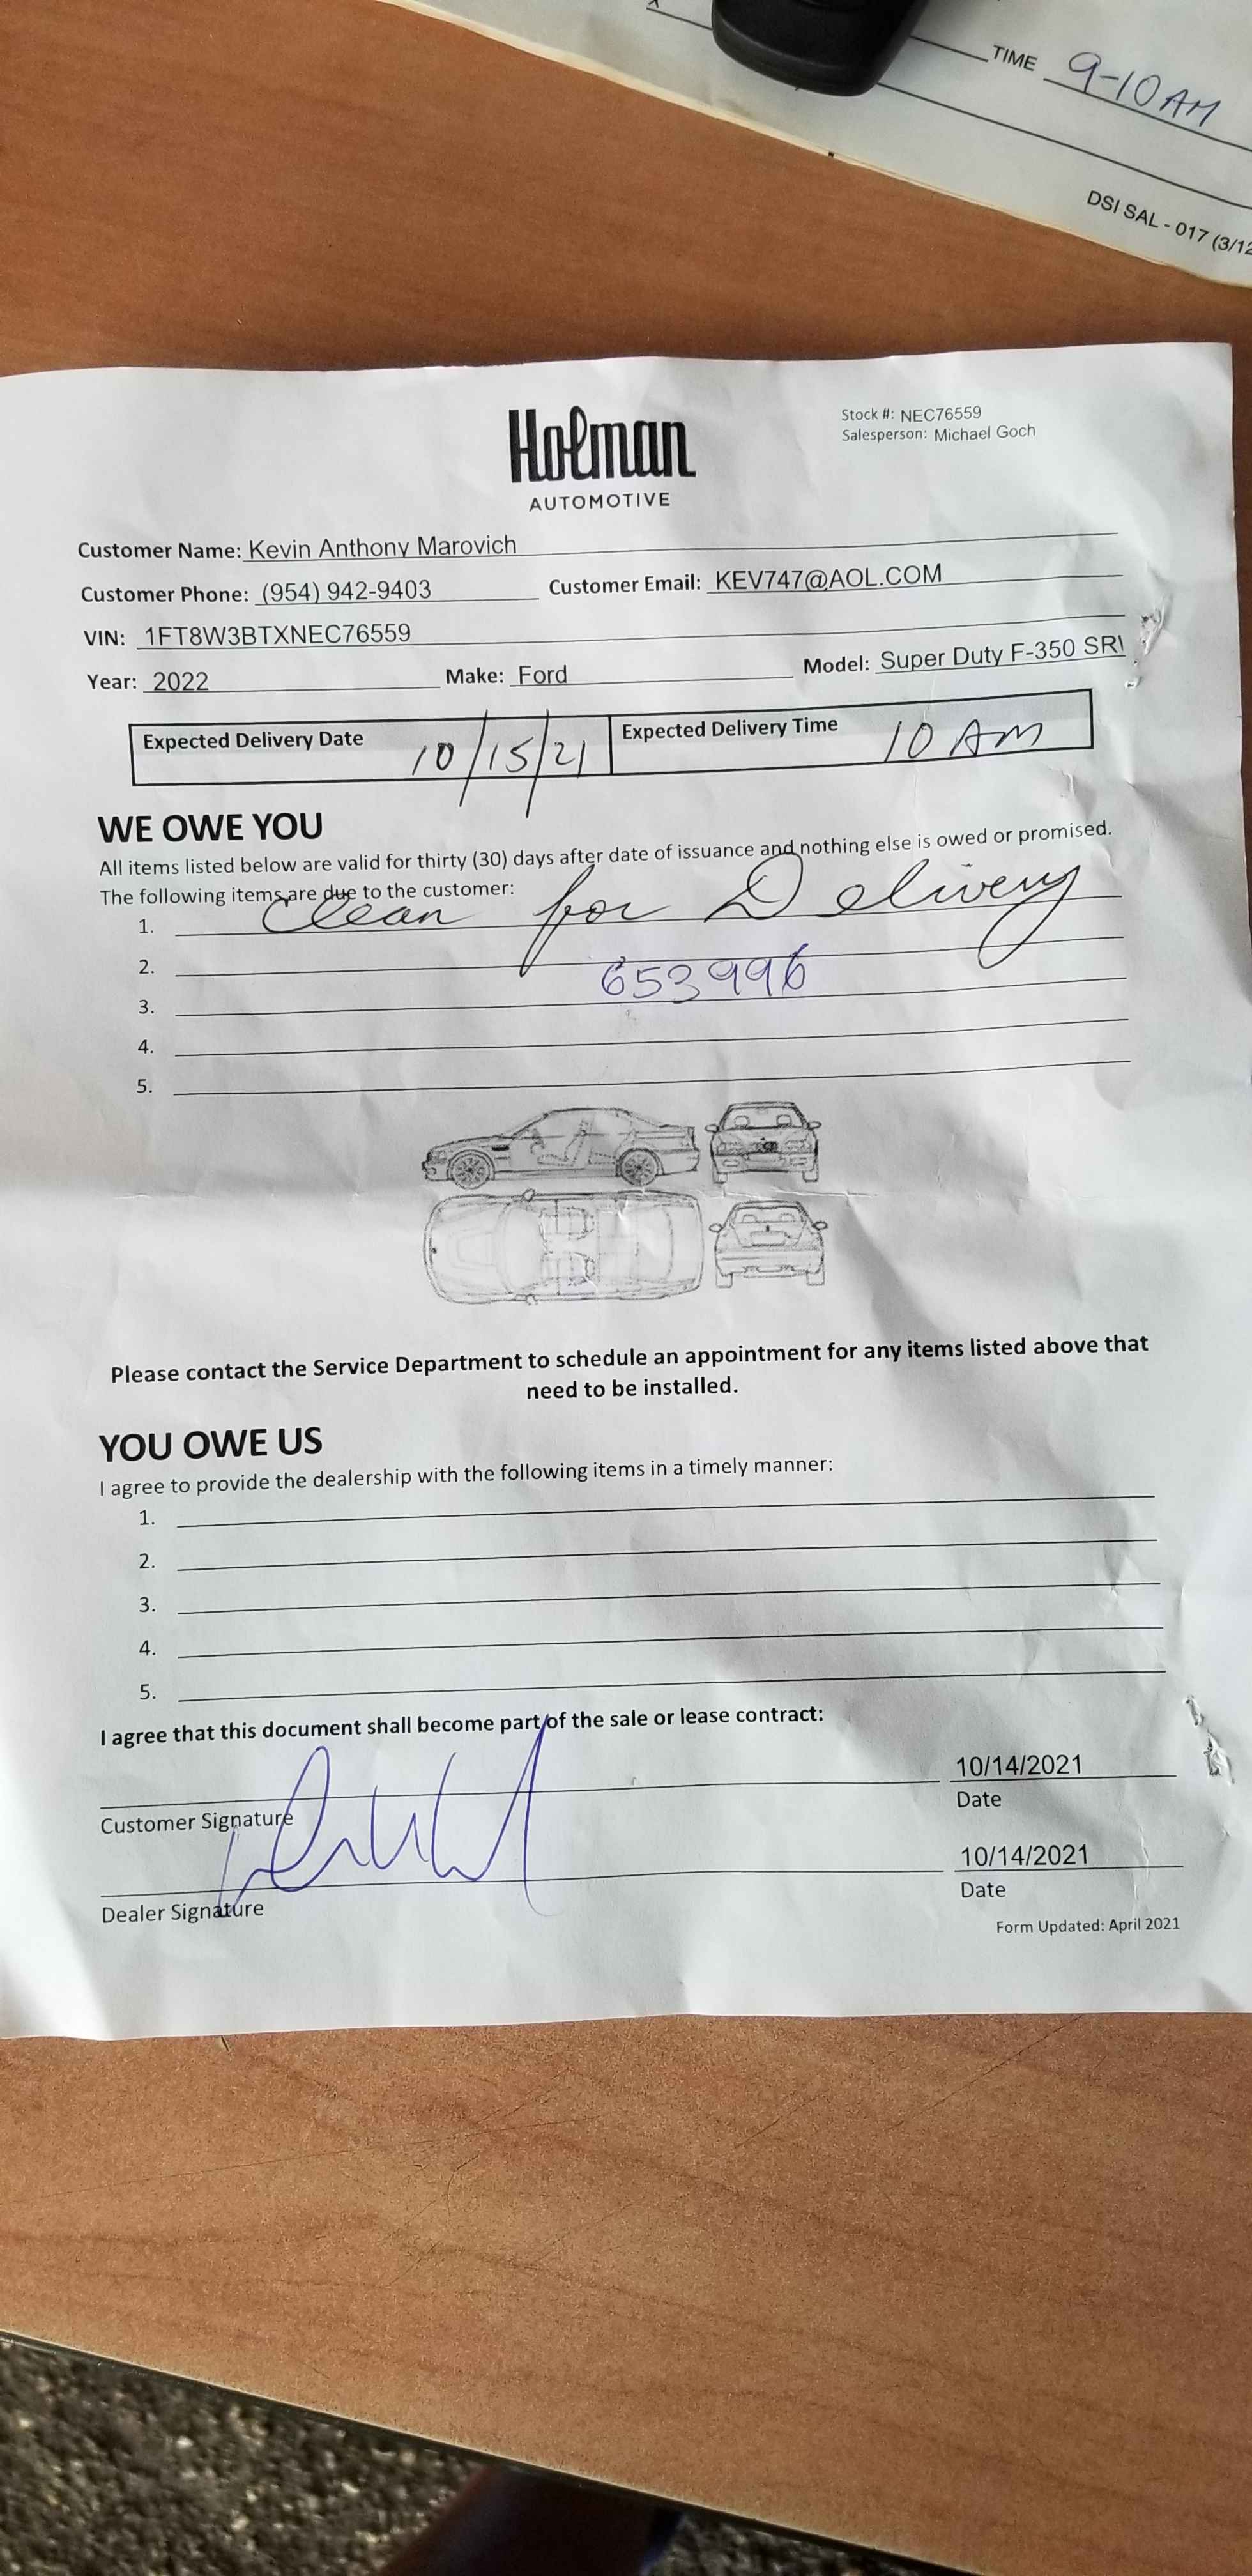 TIME 9-10 AM
DSI SAL - 017 (3/12
Holman
AUTOMOTIVE
Stock #: NEC76559
Salesperson: Michael Goch
Customer Name: Kevin Anthony Marovich
Customer Phone: (954) 942-9403 Customer Email: KEV747@AOL.COM
VIN: 1FT8W3BTXNEC76559
Year: 2022 Make: Ford Model: Super Duty F-350 SR
Expected Delivery Date 10/15/21 Expected Delivery Time 10 AM
WE OWE YOU
All items listed below are valid for thirty (30) days after date of issuance and nothing else is owed or promised.
The following items are due to the customer:
1. Clean for Delivery
2. 653996
3.
4.
5.
Please contact the Service Department to schedule an appointment for any items listed above that
need to be installed.
YOU OWE US
I agree to provide the dealership with the following items in a timely manner:
1.
2.
3.
4.
5.
I agree that this document shall become part of the sale or lease contract:
10/14/2021
Customer Signature Date
10/14/2021
Dealer Signature Date
Form Updated: April 2021